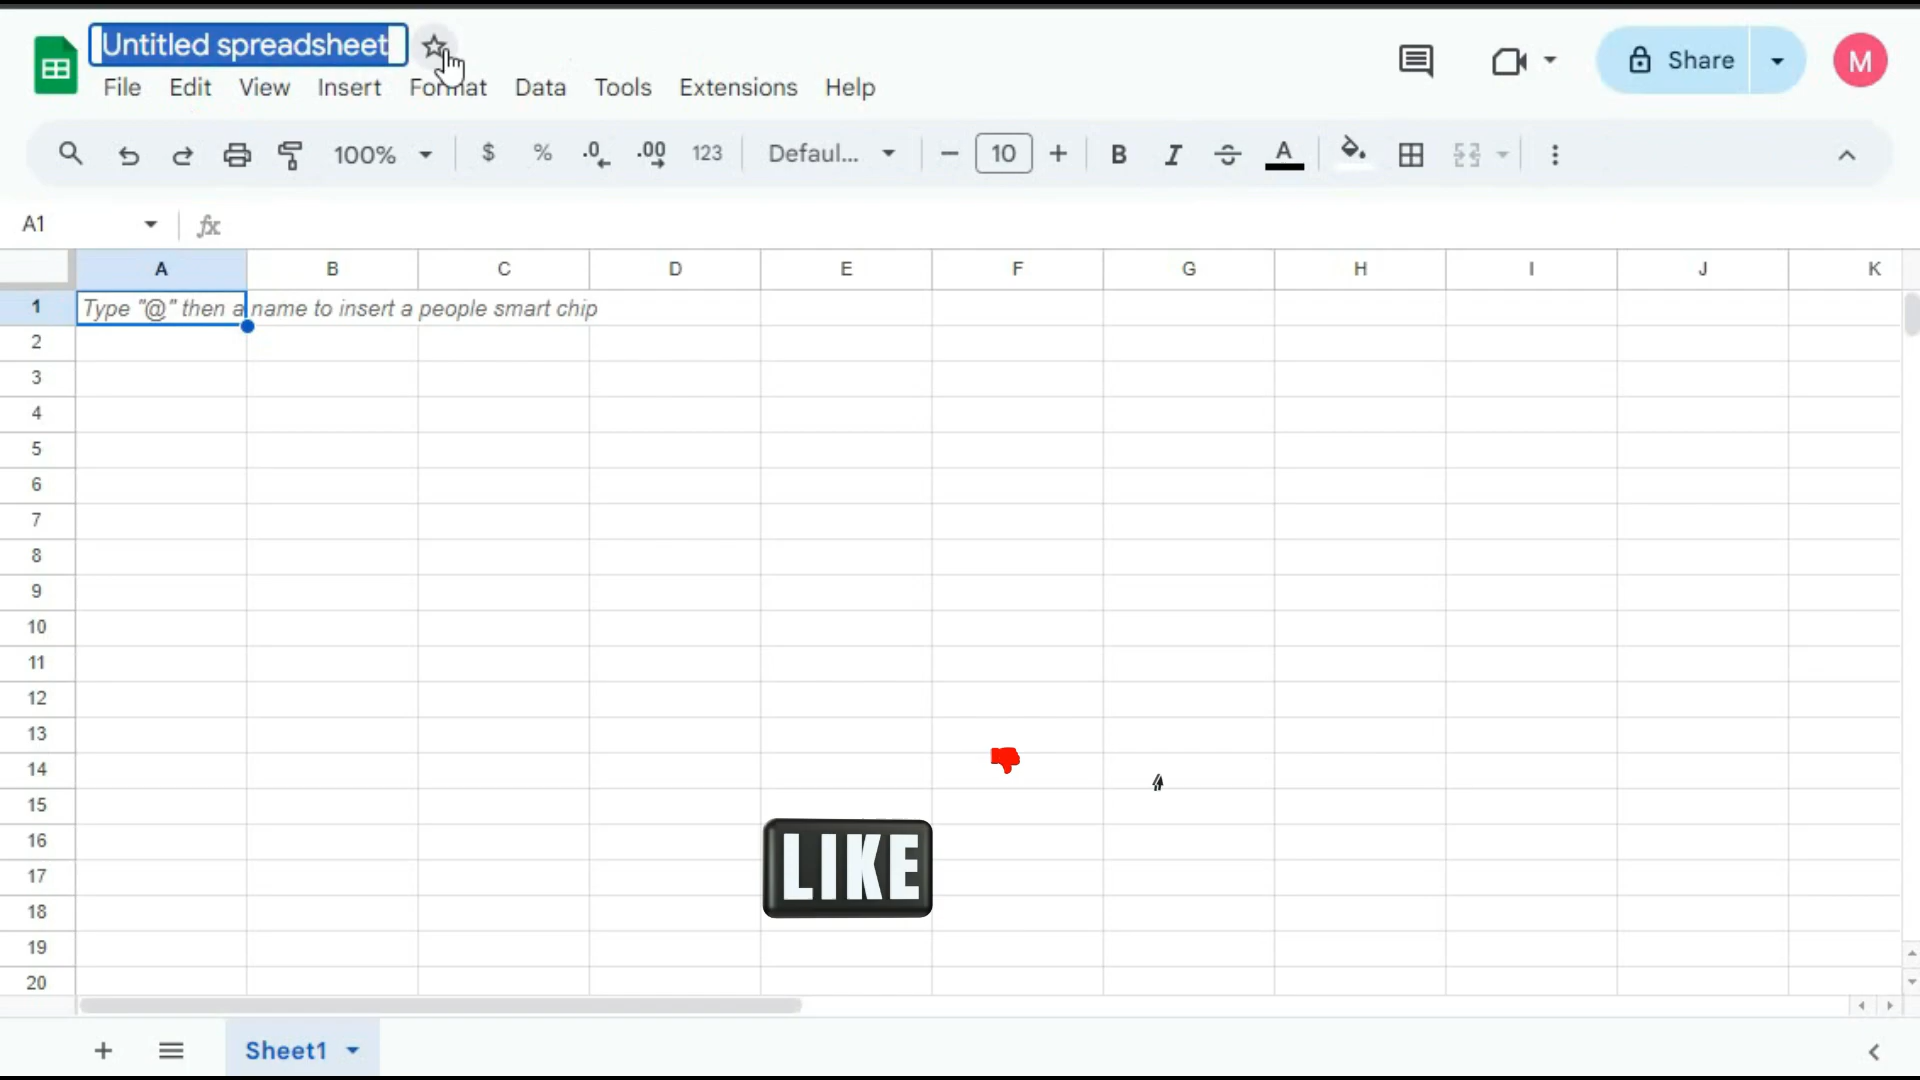 Untitled spreadsheet
File Edit View Insert Format Data Tools Extensions Help
Share
M
100% $ % .0 .00 123 Defaul... 10 B I S A
A1 fx
A B C D E F G H I J K
1 Type "@" then a name to insert a people smart chip
2
3
4
5
6
7
8
9
10
11
12
13
14
15
16
17
18
19
20
LIKE
Sheet1